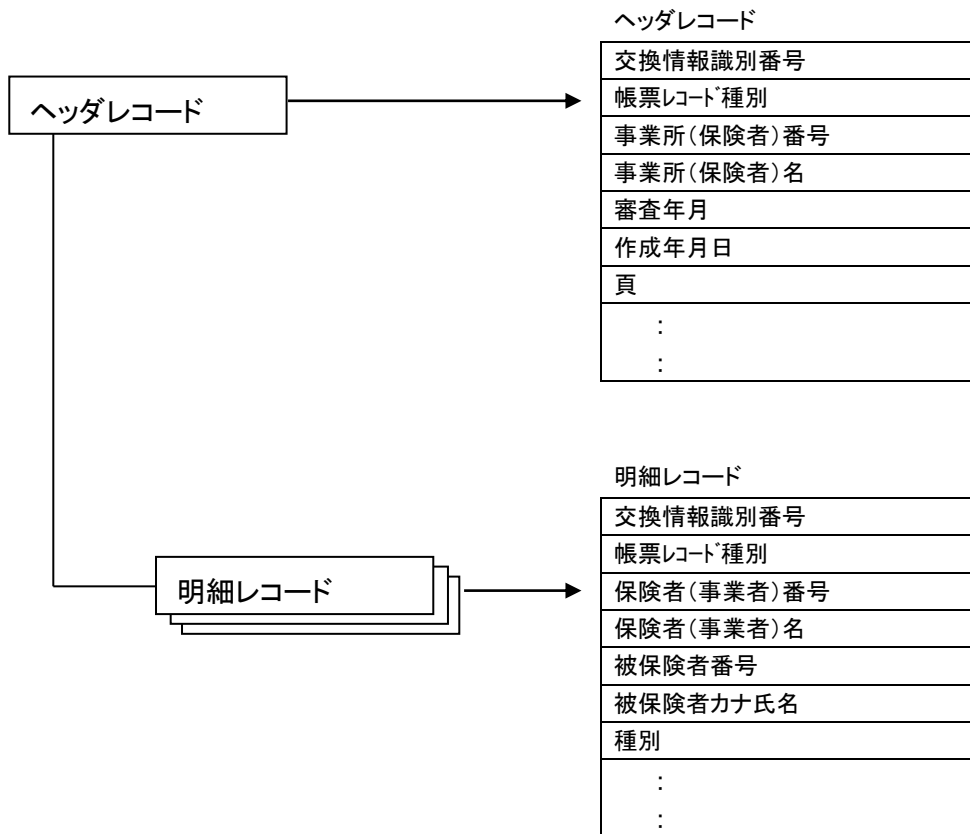 ヘッダレコード
ヘッダレコード
交換情報識別番号
帳票ﾚｺｰﾄﾞ種別
事業所（保険者）番号
事業所（保険者）名
審査年月
作成年月日
頁
：
：
明細レコード
明細レコード
交換情報識別番号
帳票ﾚｺｰﾄﾞ種別
保険者（事業者）番号
保険者（事業者）名
被保険者番号
被保険者カナ氏名
種別
：
：